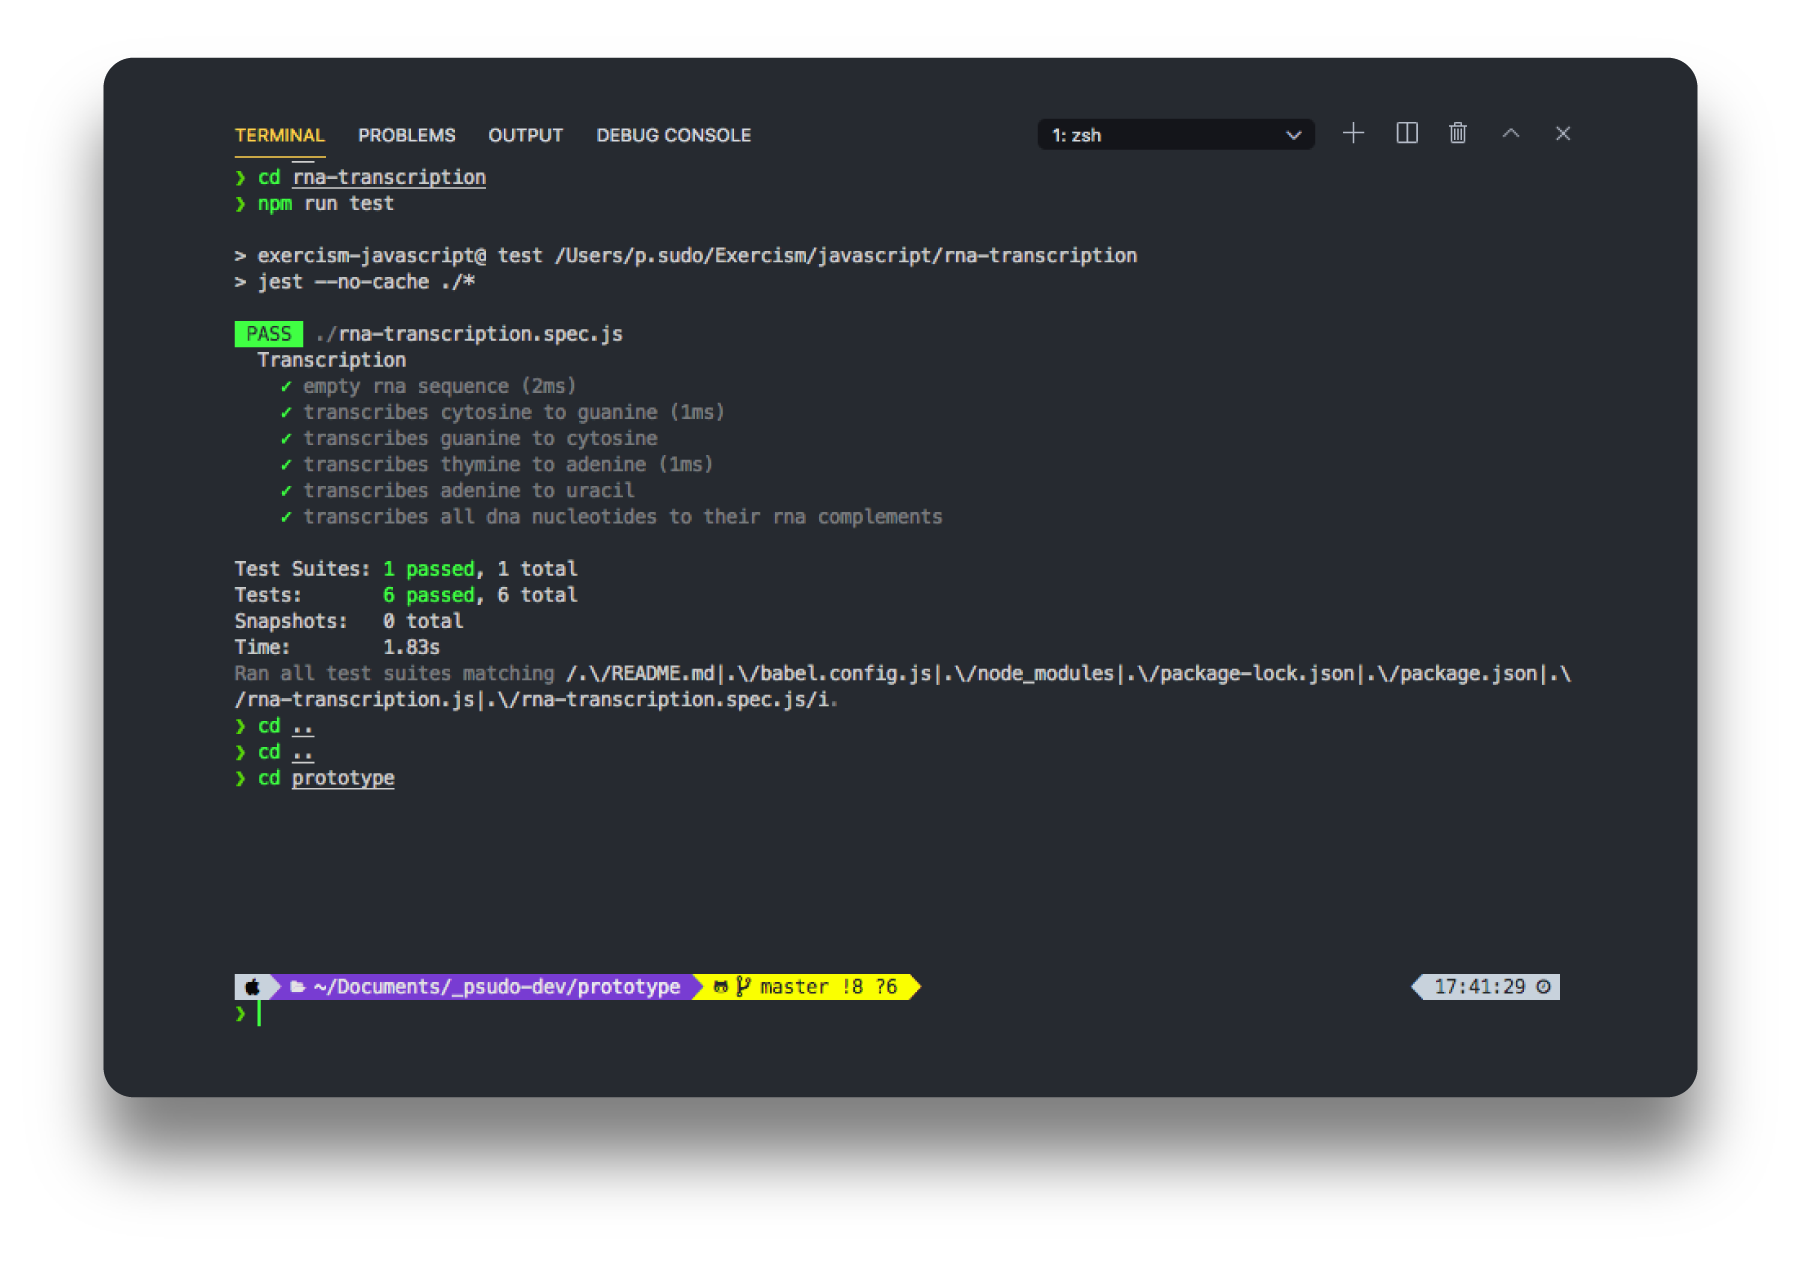 TERMINAL PROBLEMS OUTPUT DEBUG CONSOLE 1: zsh
❯ cd rna-transcription
❯ npm run test
> exercism-javascript@ test /Users/p.sudo/Exercism/javascript/rna-transcription
> jest --no-cache ./*
PASS ./rna-transcription.spec.js
Transcription
✓ empty rna sequence (2ms)
✓ transcribes cytosine to guanine (1ms)
✓ transcribes guanine to cytosine
✓ transcribes thymine to adenine (1ms)
✓ transcribes adenine to uracil
✓ transcribes all dna nucleotides to their rna complements
Test Suites: 1 passed, 1 total
Tests: 6 passed, 6 total
Snapshots: 0 total
Time: 1.83s
Ran all test suites matching /.\/README.md|.\/babel.config.js|.\/node_modules|.\/package-lock.json|.\/package.json|.\
/rna-transcription.js|.\/rna-transcription.spec.js/i.
❯ cd ..
❯ cd ..
❯ cd prototype
~/Documents/_psudo-dev/prototype master !8 ?6 17:41:29
❯